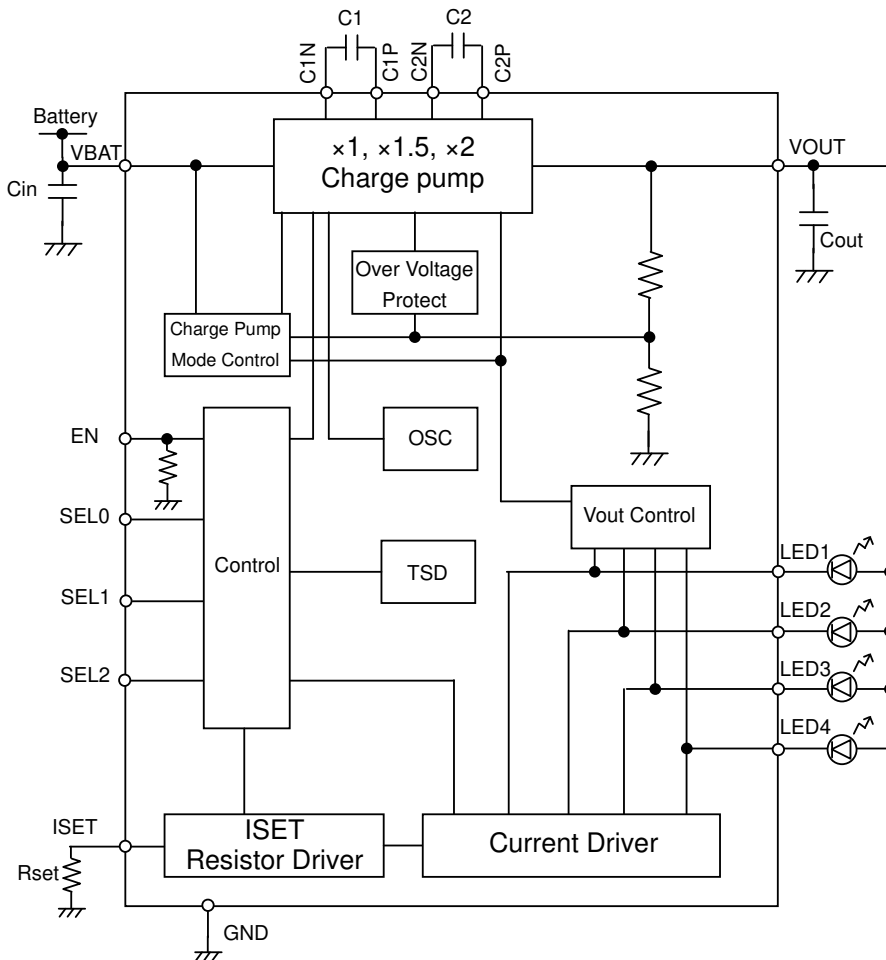 C1
C2
C1N
C1P
C2N
C2P
Battery
VBAT
Cin
×1, ×1.5, ×2
Charge pump
VOUT
Cout
Over Voltage
Protect
Charge Pump
Mode Control
EN
OSC
SEL0
Vout Control
Control
TSD
LED1
SEL1
LED2
SEL2
LED3
LED4
ISET
ISET
Resistor Driver
Current Driver
Rset
GND